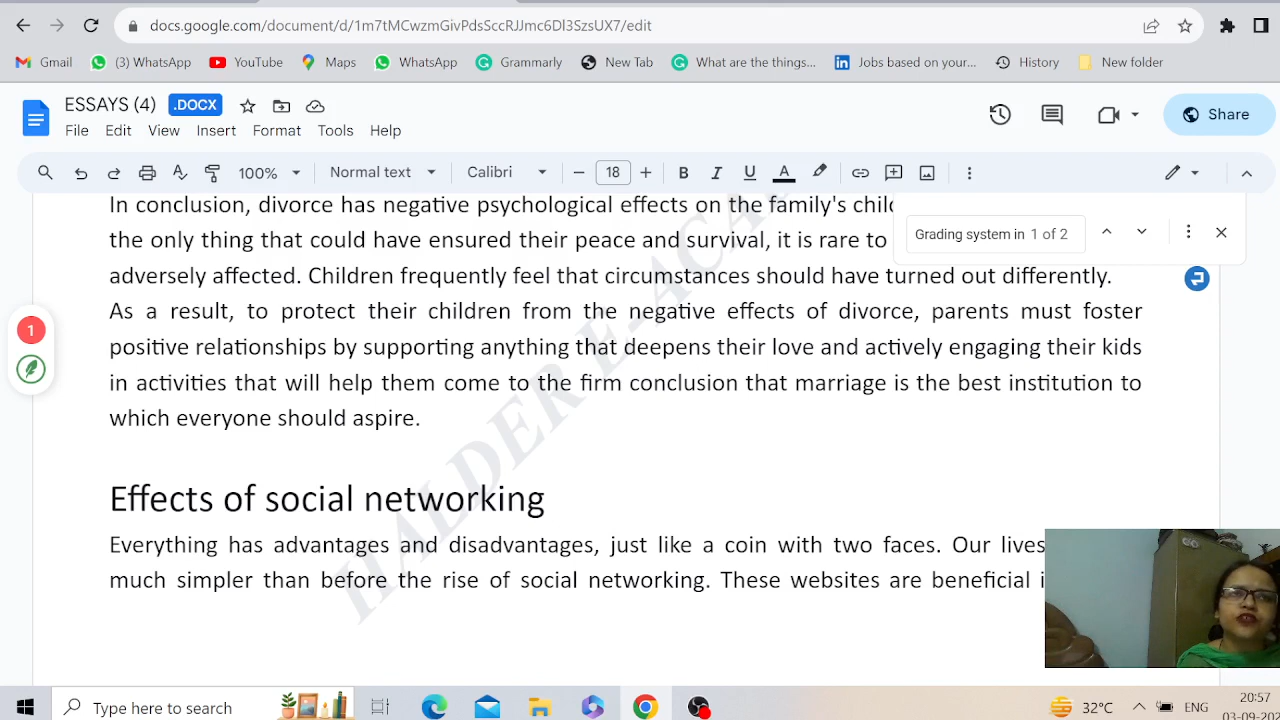 docs.google.com/document/d/1m7tMCwzmGivPdsSccRJJmc6Dl3SzsUX7/edit
Gmail (3) WhatsApp YouTube Maps WhatsApp Grammarly New Tab What are the things... Jobs based on your... History New folder
ESSAYS (4) .DOCX
File Edit View Insert Format Tools Help
Share
100% Normal text Calibri 18 B I U A
In conclusion, divorce has negative psychological effects on the family's
Grading system in 1 of 2
the only thing that could have ensured their peace and survival, it is rare to
adversely affected. Children frequently feel that circumstances should have turned out differently.
As a result, to protect their children from the negative effects of divorce, parents must foster
1
positive relationships by supporting anything that deepens their love and actively engaging their kids
in activities that will help them come to the firm conclusion that marriage is the best institution to
which everyone should aspire.
Effects of social networking
Everything has advantages and disadvantages, just like a coin with two faces. Our lives
much simpler than before the rise of social networking. These websites are beneficial
HALDER-ACA
Type here to search
32°C ENG
20:57
03-09-202